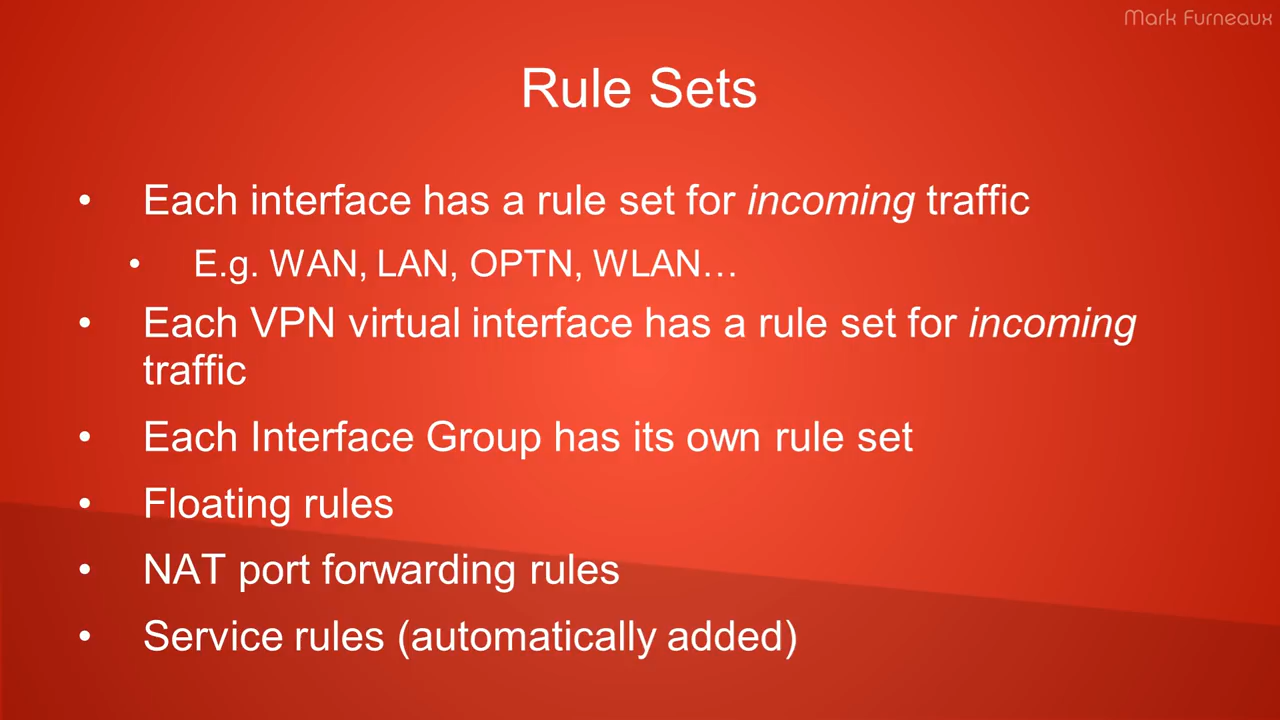 Mark Furneaux
Rule Sets
• Each interface has a rule set for incoming traffic
• E.g. WAN, LAN, OPTN, WLAN…
• Each VPN virtual interface has a rule set for incoming
traffic
• Each Interface Group has its own rule set
• Floating rules
• NAT port forwarding rules
• Service rules (automatically added)